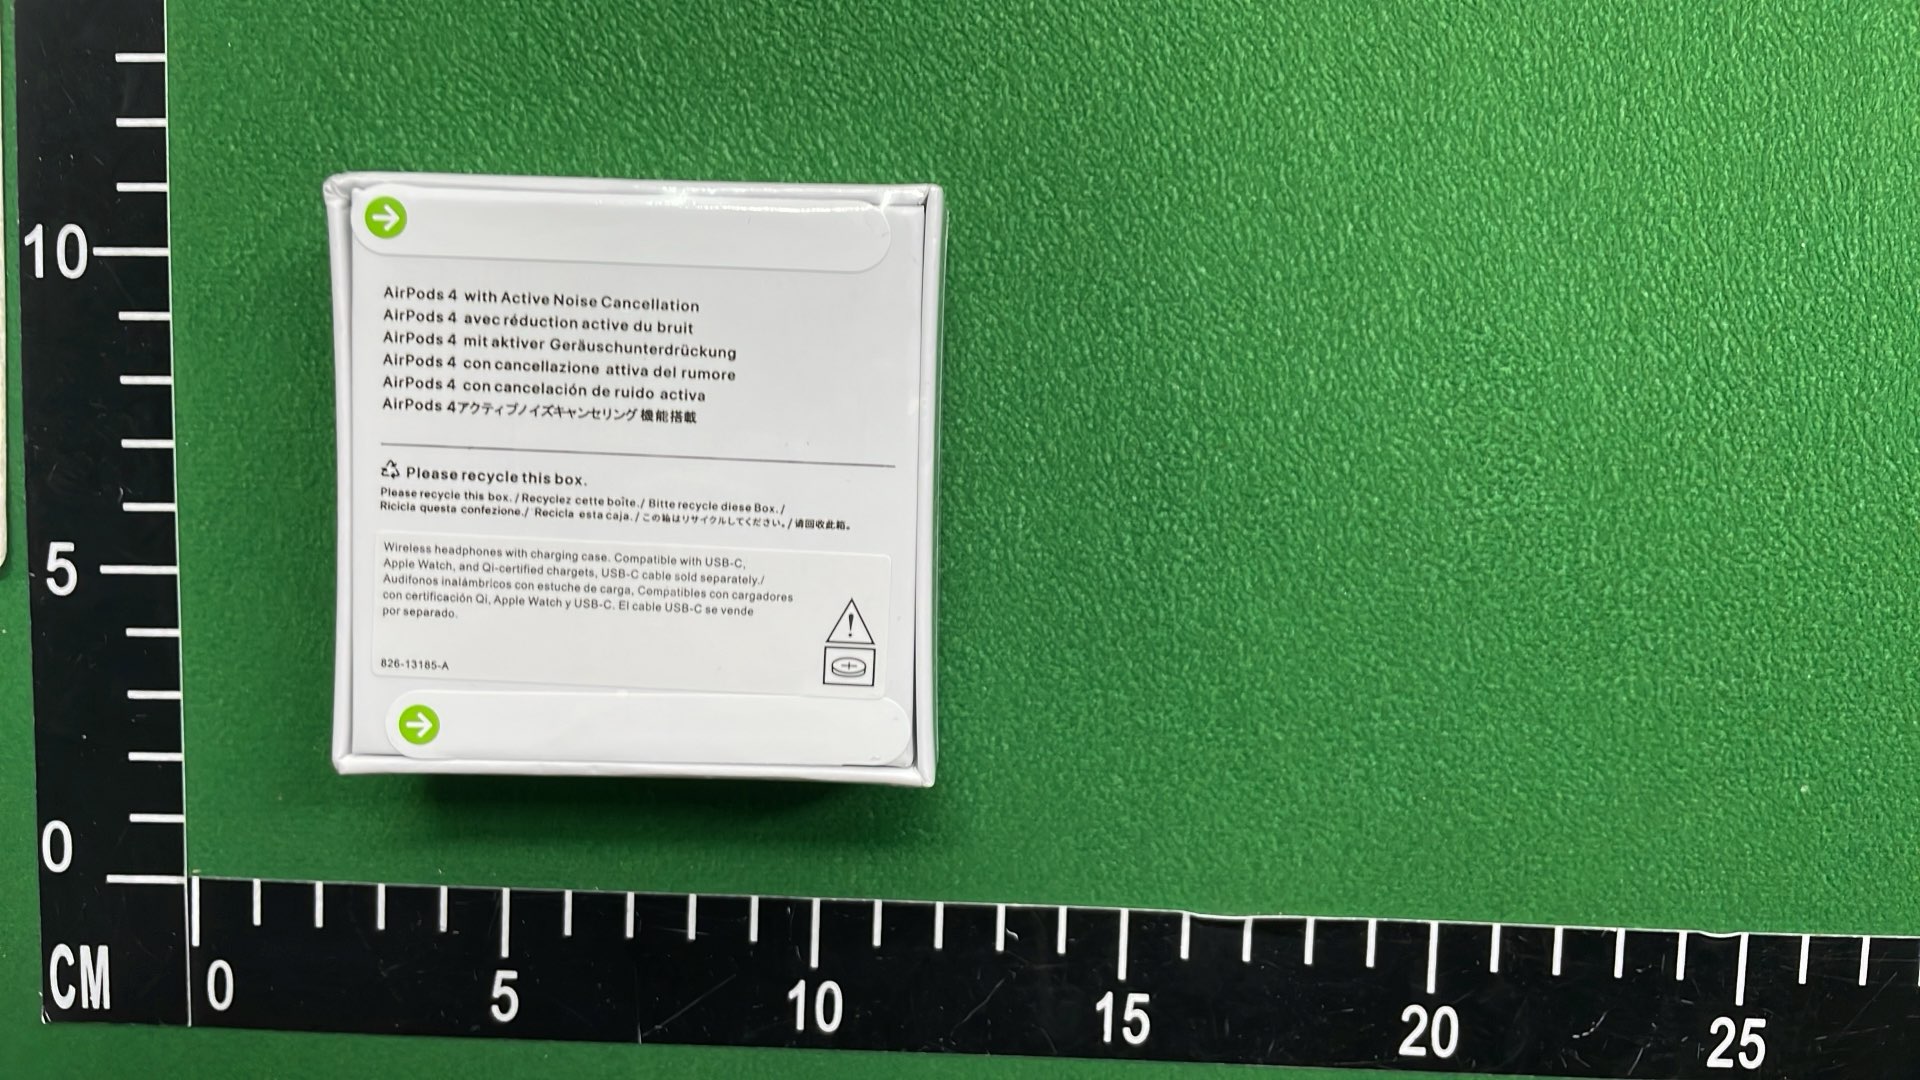 AirPods 4 with Active Noise Cancellation
AirPods 4 avec réduction active du bruit
AirPods 4 mit aktiver Geräuschunterdrückung
AirPods 4 con cancellazione attiva del rumore
AirPods 4 con cancelación de ruido activa
AirPods 4アクティブノイズキャンセリング機能搭載
Please recycle this box.
Please recycle this box. / Recyclez cette boîte. / Bitte recycle diese Box. /
Ricicla questa confezione. / Recicla esta caja. / この箱はリサイクルしてください。/ 请回收此箱。
Wireless headphones with charging case. Compatible with USB-C,
Apple Watch, and Qi-certified chargets, USB-C cable sold separately./
Audifonos inalámbricos con estuche de carga, Compatibles con cargadores
con certificación Qi, Apple Watch y USB-C. El cable USB-C se vende
por separado.
826-13185-A
10
5
0
CM
0 5 10 15 20 25